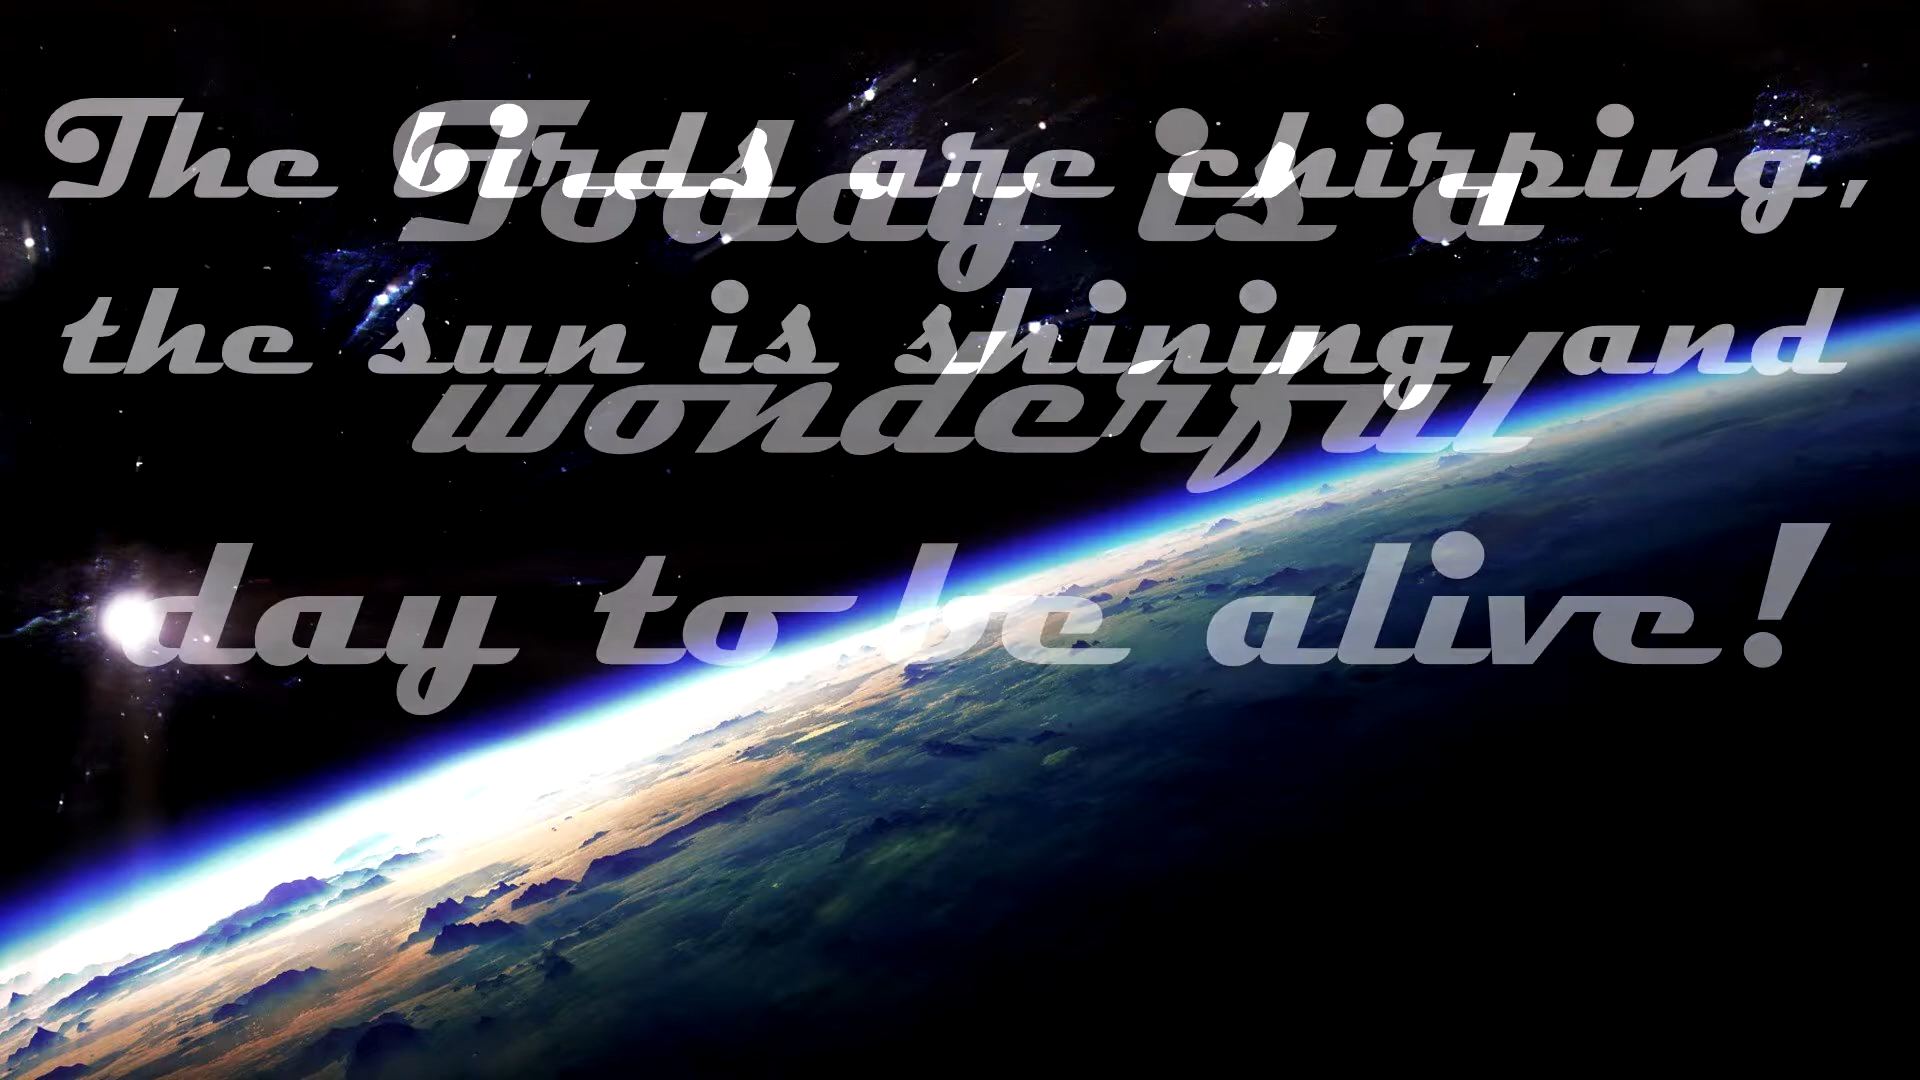 The birds are chirping,
the sun is shining, and
Today is a
wonderful
day to be alive!